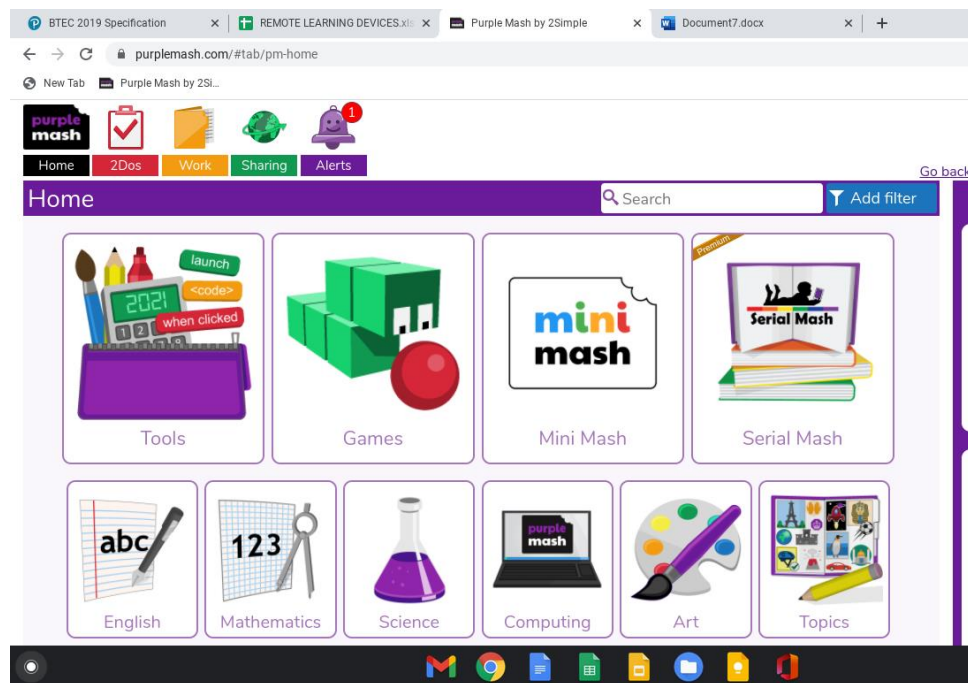 BTEC 2019 Specification
REMOTE LEARNING DEVICES.xls
Purple Mash by 2Simple
Document7.docx
purplemash.com/#tab/pm-home
New Tab
Purple Mash by 2Si...
purple
mash
1
Home
2Dos
Work
Sharing
Alerts
Go back
Home
Search
Add filter
launch
<code>
when clicked
2021
1 2
Tools
Games
mini
mash
Mini Mash
Premium
Serial Mash
Serial Mash
abc
English
123
Mathematics
Science
purple
mash
Computing
Art
Topics